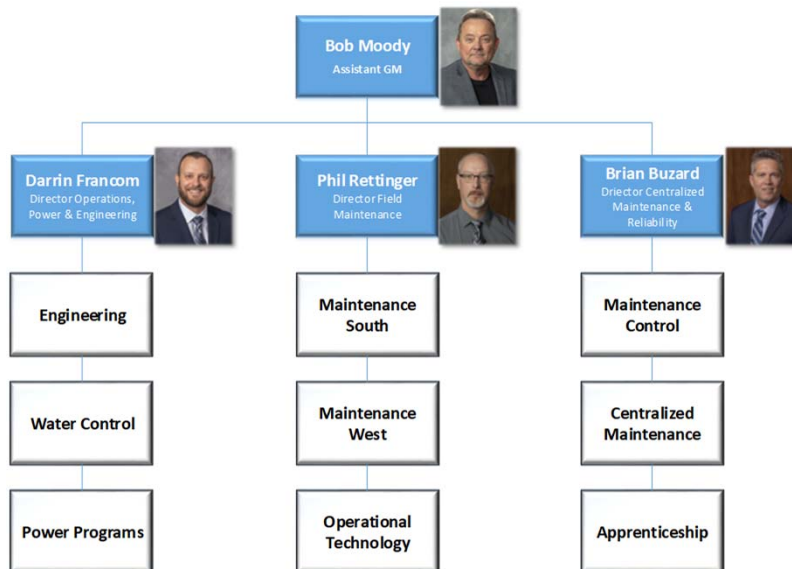 Bob Moody
Assistant GM
Darrin Francom
Director Operations,
Power & Engineering
Phil Rettinger
Director Field
Maintenance
Brian Buzard
Driector Centralized
Maintenance &
Reliability
Engineering
Maintenance
South
Maintenance
Control
Water Control
Maintenance
West
Centralized
Maintenance
Power Programs
Operational
Technology
Apprenticeship